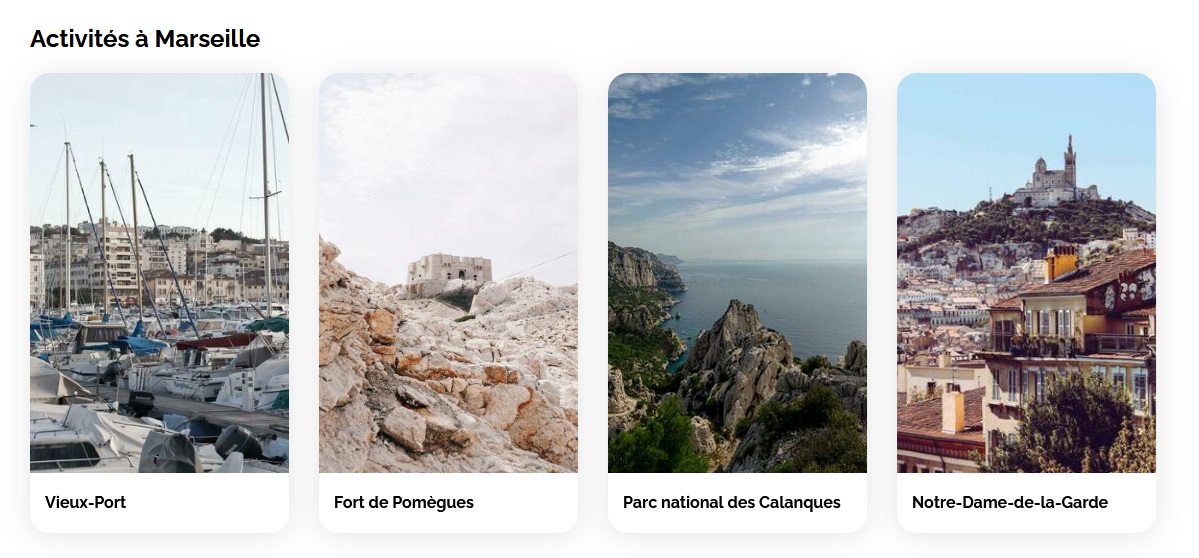 Activités à Marseille
Vieux-Port
Fort de Pomègues
Parc national des Calanques
Notre-Dame-de-la-Garde